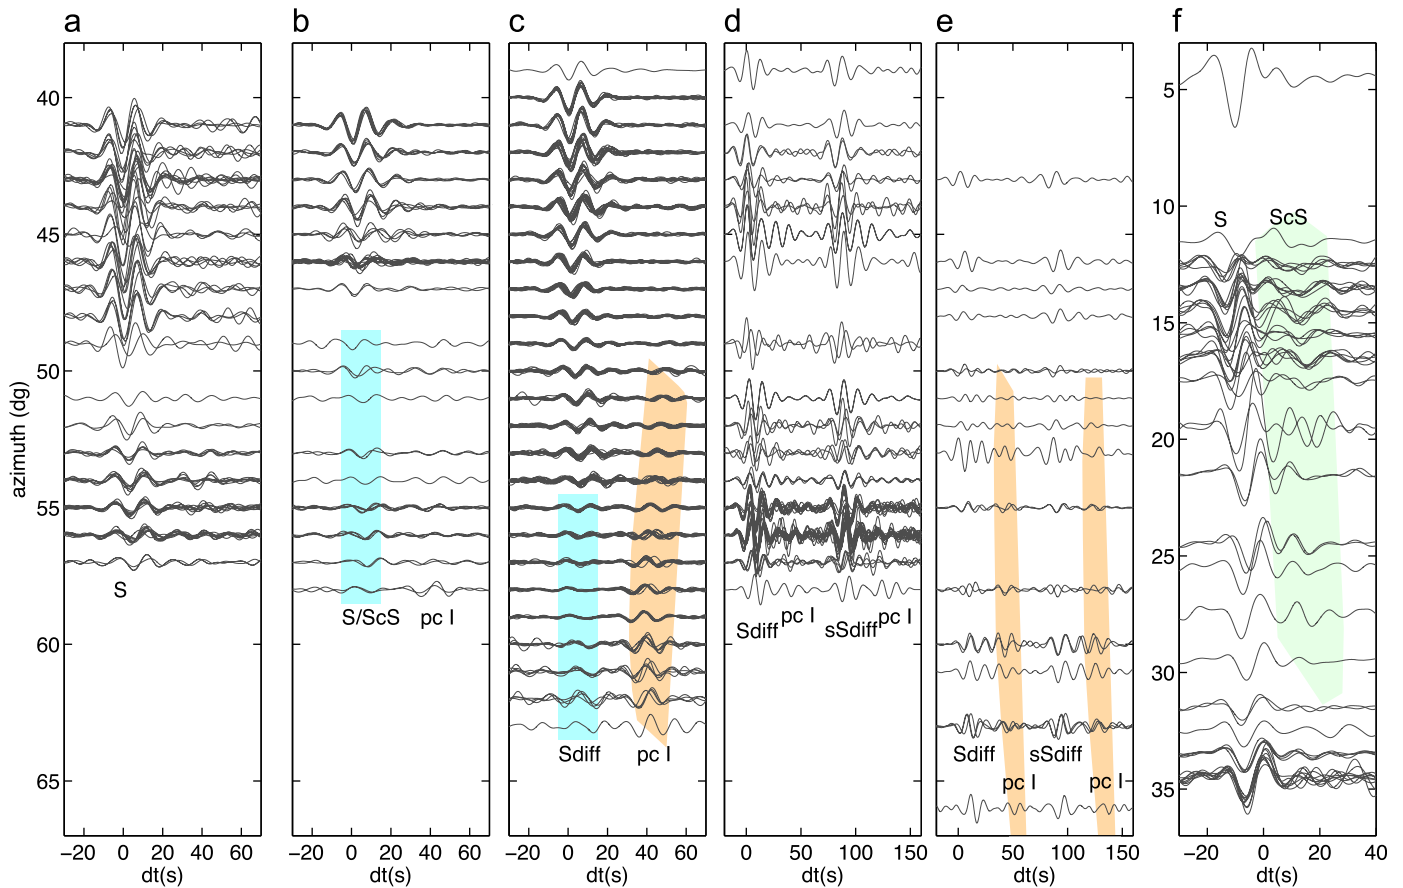 a b c d e f
40
45
50
55
60
65
azimuth (dg)
5
10
15
20
25
30
35
S
S/ScS pc I
Sdiff pc I
Sdiff pc I sSdiff pc I
Sdiff sSdiff
pc I pc I
S ScS
−20 0 20 40 60
−20 0 20 40 60
−20 0 20 40 60
0 50 100 150
0 50 100 150
−20 0 20 40
dt(s) dt(s) dt(s) dt(s) dt(s) dt(s)